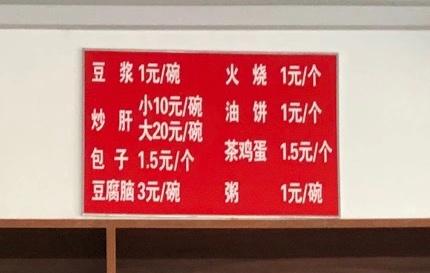 豆浆 1元/碗
炒肝 小10元/碗
大20元/碗
包子 1.5元/个
豆腐脑 3元/碗
火烧 1元/个
油饼 1元/个
茶鸡蛋 1.5元/个
粥 1元/碗